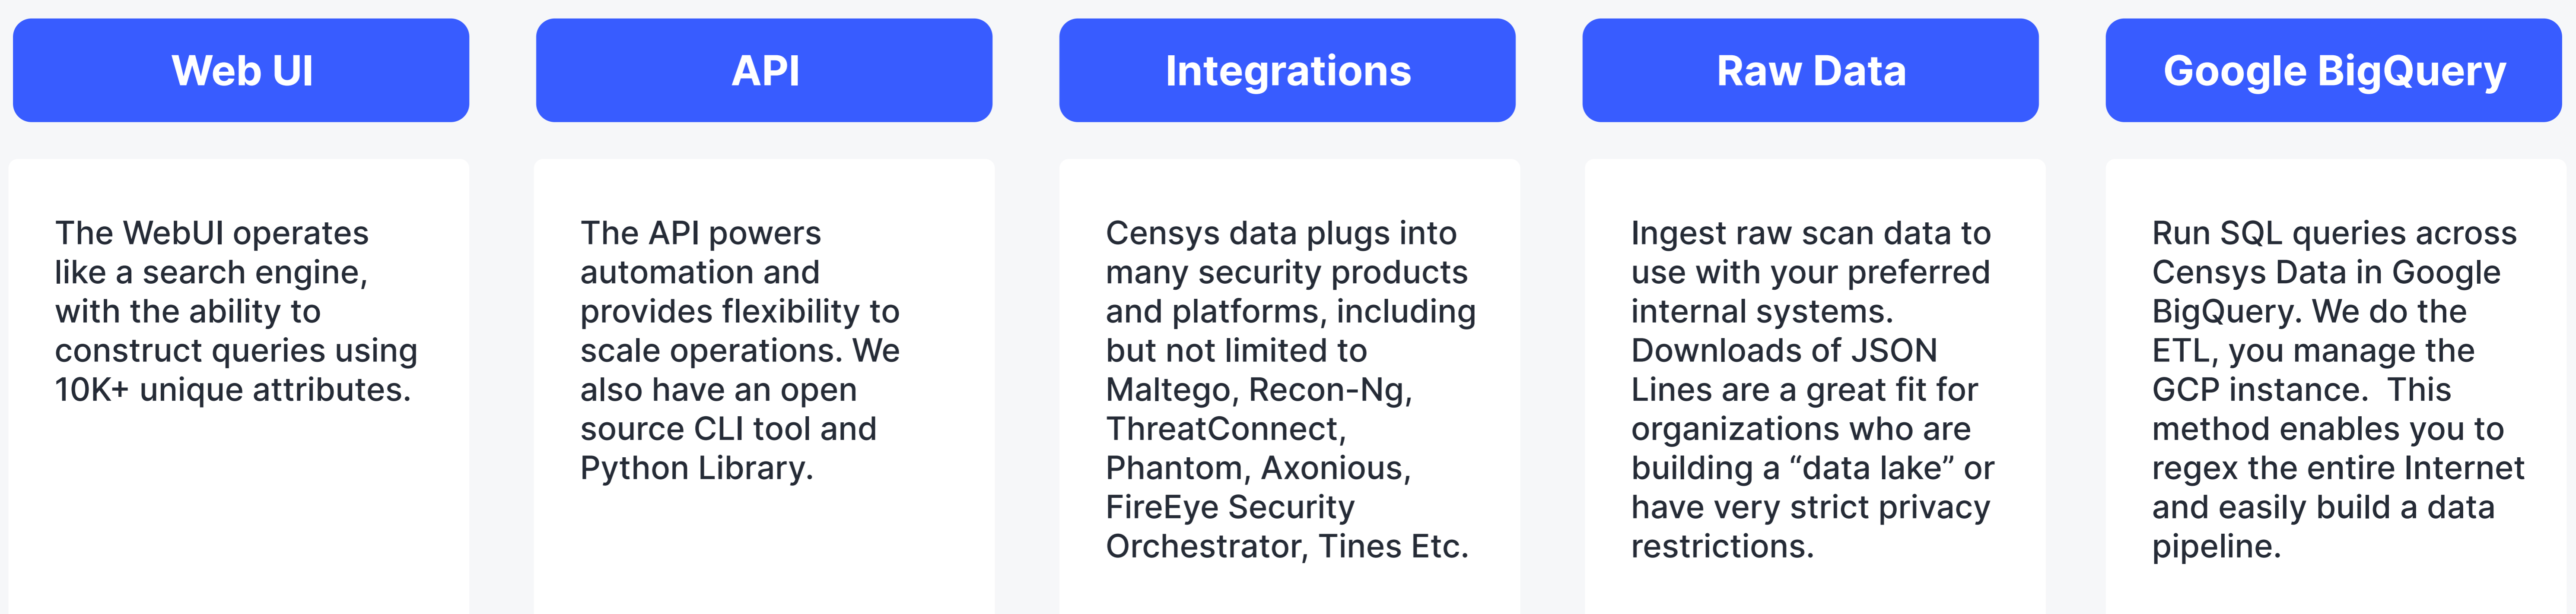 Web UI
The WebUI operates
like a search engine,
with the ability to
construct queries using
10K+ unique attributes.
API
The API powers
automation and
provides flexibility to
scale operations. We
also have an open
source CLI tool and
Python Library.
Integrations
Censys data plugs into
many security products
and platforms, including
but not limited to
Maltego, Recon-Ng,
ThreatConnect,
Phantom, Axonious,
FireEye Security
Orchestrator, Tines Etc.
Raw Data
Ingest raw scan data to
use with your preferred
internal systems.
Downloads of JSON
Lines are a great fit for
organizations who are
building a “data lake” or
have very strict privacy
restrictions.
Google BigQuery
Run SQL queries across
Censys Data in Google
BigQuery. We do the
ETL, you manage the
GCP instance.  This
method enables you to
regex the entire Internet
and easily build a data
pipeline.